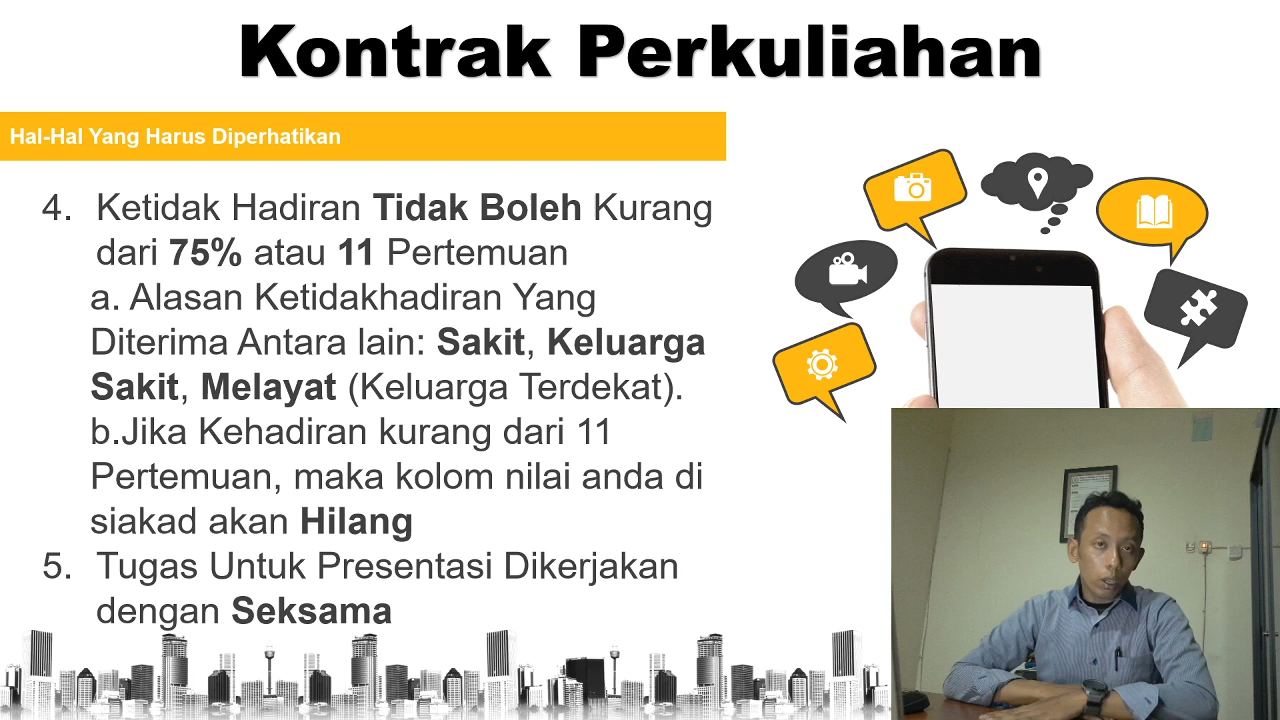 Kontrak Perkuliahan
Hal-Hal Yang Harus Diperhatikan
4. Ketidak Hadiran Tidak Boleh Kurang
dari 75% atau 11 Pertemuan
a. Alasan Ketidakhadiran Yang
Diterima Antara lain: Sakit, Keluarga
Sakit, Melayat (Keluarga Terdekat).
b.Jika Kehadiran kurang dari 11
Pertemuan, maka kolom nilai anda di
siakad akan Hilang
5. Tugas Untuk Presentasi Dikerjakan
dengan Seksama